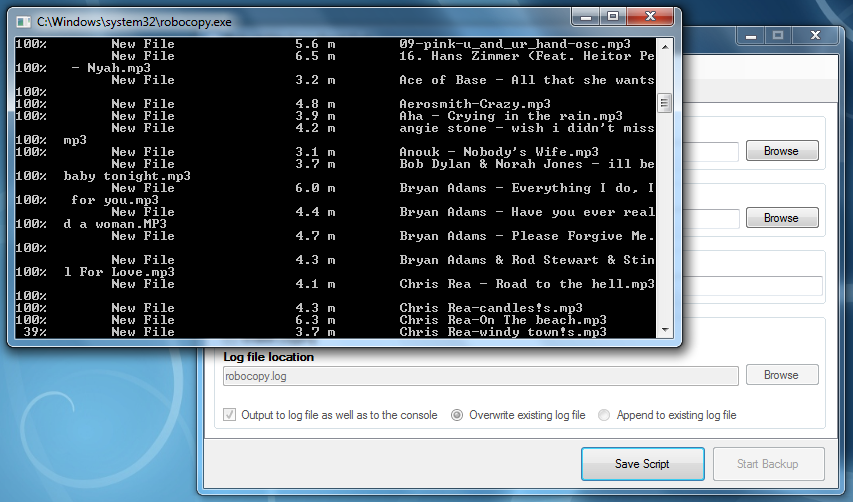 C:\Windows\system32\robocopy.exe
100% New File 5.6 m 09-pink-u_and_ur_hand-osc.mp3
New File 6.5 m 16. Hans Zimmer (Feat. Heitor Pe
100% - Nyah.mp3
New File 3.2 m Ace of Base - All that she wants
100%
100% New File 4.8 m Aerosmith-Crazy.mp3
100% New File 3.9 m Aha - Crying in the rain.mp3
New File 4.2 m angie stone - wish i didn't miss
100% mp3
100% New File 3.1 m Anouk - Nobody's Wife.mp3
New File 3.7 m Bob Dylan & Norah Jones - ill be
100% baby tonight.mp3
New File 6.0 m Bryan Adams - Everything I do, I
100% for you.mp3
New File 4.4 m Bryan Adams - Have you ever real
100% d a woman.MP3
New File 4.7 m Bryan Adams - Please Forgive Me.
100%
New File 4.3 m Bryan Adams & Rod Stewart & Stin
100% l For Love.mp3
New File 4.1 m Chris Rea - Road to the hell.mp3
100%
100% New File 4.3 m Chris Rea-candles!s.mp3
100% New File 6.3 m Chris Rea-On The beach.mp3
39% New File 3.7 m Chris Rea-windy town!s.mp3
Browse
Browse
Log file location
robocopy.log
Browse
Output to log file as well as to the console
Overwrite existing log file
Append to existing log file
Save Script
Start Backup